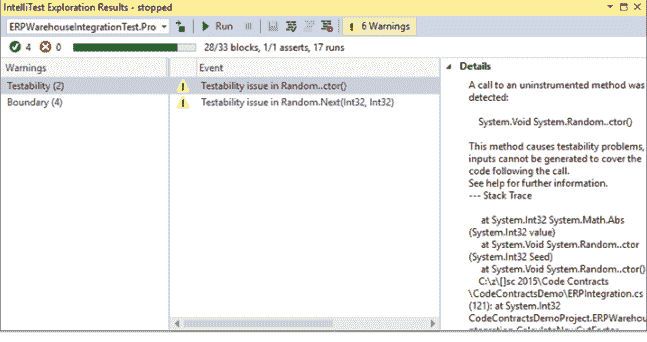 IntelliTest Exploration Results - stopped
ERPWarehouseIntegrationTest.Pro
Run
6 Warnings
4
0
28/33 blocks, 1/1 asserts, 17 runs
Warnings
Event
Details
Testability (2)
Testability issue in Random..ctor()
Boundary (4)
Testability issue in Random.Next(Int32, Int32)
A call to an uninstrumented method was
detected:
System.Void System.Random..ctor()
This method causes testability problems,
inputs cannot be generated to cover the
code following the call.
See help for further information.
--- Stack Trace
at System.Int32 System.Math.Abs
(System.Int32 value)
at System.Void System.Random..ctor
(System.Int32 Seed)
at System.Void System.Random..ctor()
C:\z\[]sc 2015\Code Contracts
\CodeContractsDemo\ERPIntegration.cs
(121): at System.Int32
CodeContractsDemoProject.ERPWarehou